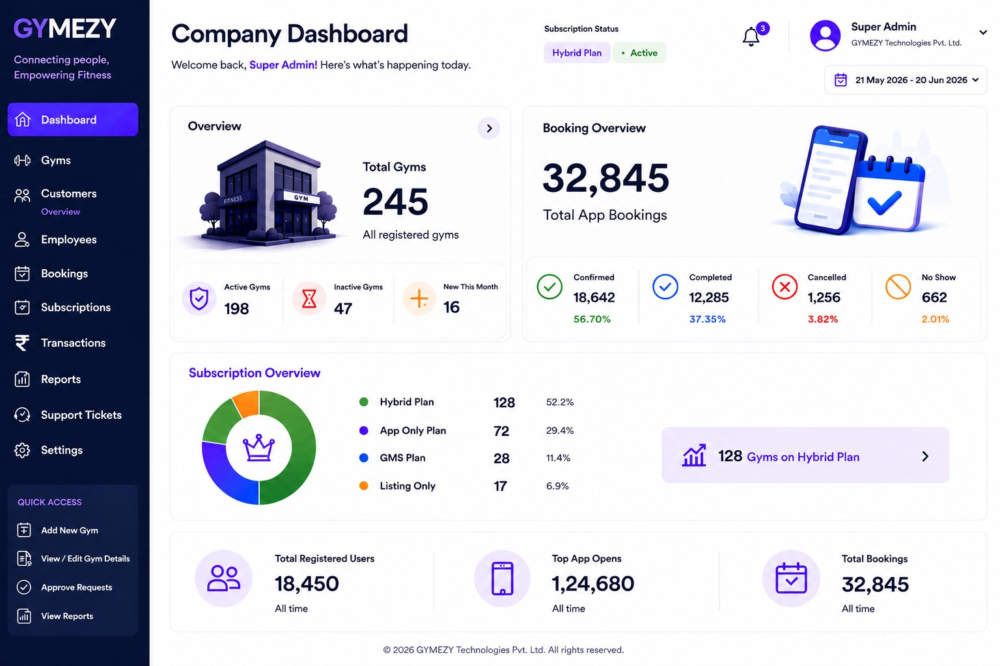 GYMEZY
Connecting people,
Empowering Fitness
Dashboard
Gyms
Customers
Overview
Employees
Bookings
Subscriptions
Transactions
Reports
Support Tickets
Settings
QUICK ACCESS
Add New Gym
View / Edit Gym Details
Approve Requests
View Reports
Company Dashboard
Welcome back, Super Admin! Here's what's happening today.
Subscription Status
Hybrid Plan
• Active
3
Super Admin
GYMEZY Technologies Pvt. Ltd.
21 May 2026 - 20 Jun 2026
Overview
FITNESS
GYM
Total Gyms
245
All registered gyms
Active Gyms
198
Inactive Gyms
47
New This Month
16
Booking Overview
32,845
Total App Bookings
Confirmed
18,642
56.70%
Completed
12,285
37.35%
Cancelled
1,256
3.82%
No Show
662
2.01%
Subscription Overview
Hybrid Plan 128 52.2%
App Only Plan 72 29.4%
GMS Plan 28 11.4%
Listing Only 17 6.9%
128 Gyms on Hybrid Plan
Total Registered Users
18,450
All time
Top App Opens
1,24,680
All time
Total Bookings
32,845
All time
© 2026 GYMEZY Technologies Pvt. Ltd. All rights reserved.